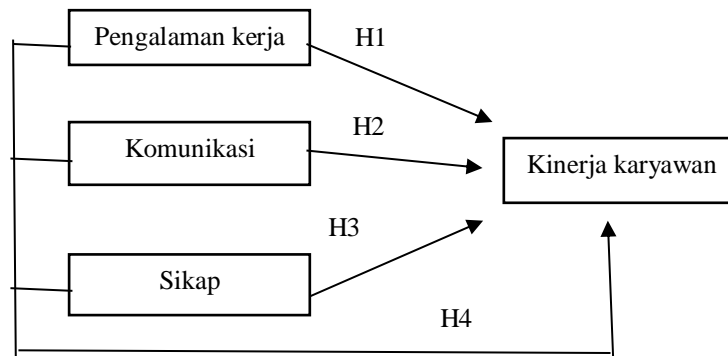 Pengalaman kerja
H1
Komunikasi
H2
Kinerja karyawan
Sikap
H3
H4